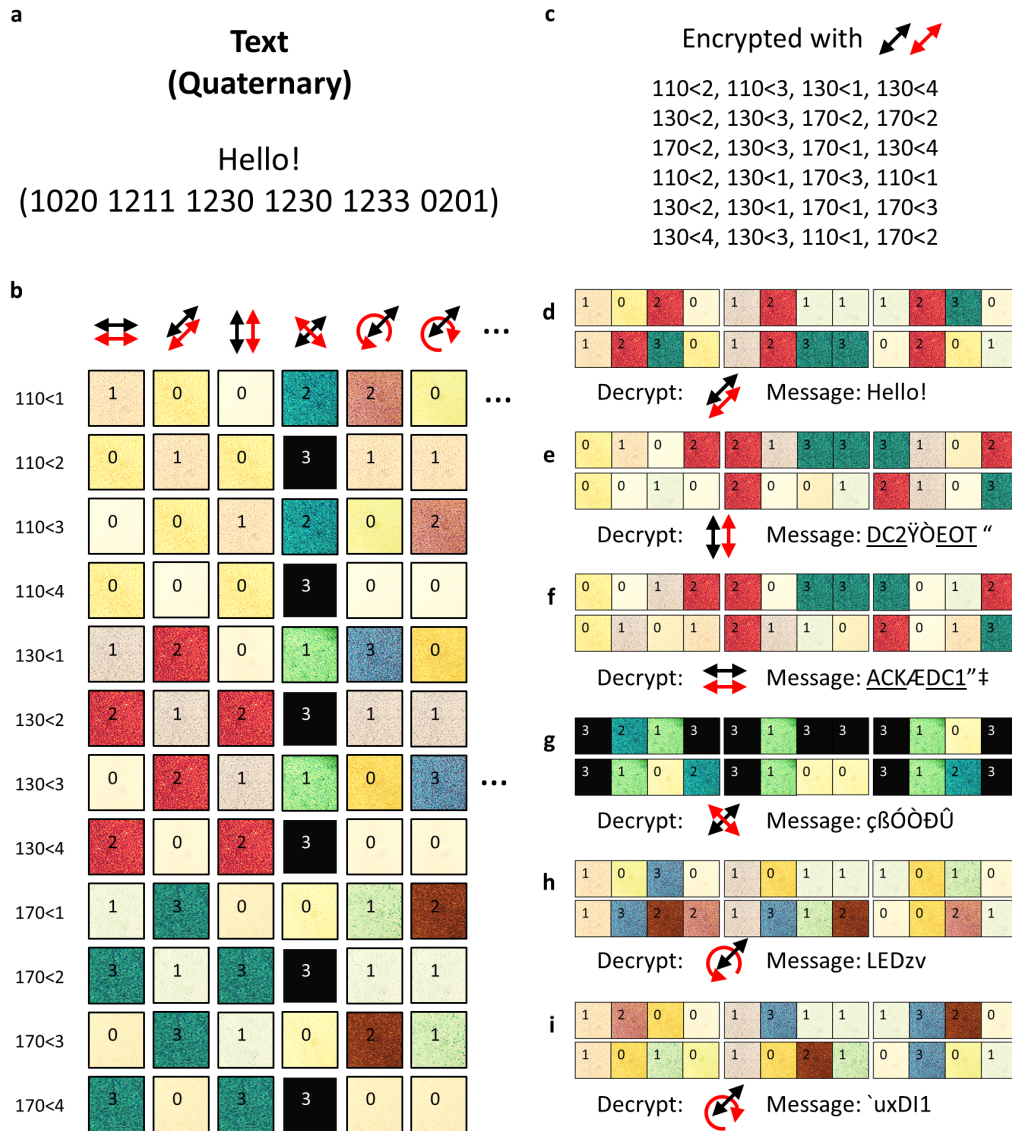 a
Text
(Quaternary)
Hello!
(1020 1211 1230 1230 1233 0201)
b
...
110<1 1 0 0 2 2 0 ...
110<2 0 1 0 3 1 1
110<3 0 0 1 2 0 2
110<4 0 0 0 3 0 0
130<1 1 2 0 1 3 0
130<2 2 1 2 3 1 1
130<3 0 2 1 1 0 3 ...
130<4 2 0 2 3 0 0
170<1 1 3 0 0 1 2
170<2 3 1 3 3 1 1
170<3 0 3 1 0 2 1
170<4 3 0 3 3 0 0
c
Encrypted with
110<2, 110<3, 130<1, 130<4
130<2, 130<3, 170<2, 170<2
170<2, 130<3, 170<1, 130<4
110<2, 130<1, 170<3, 110<1
130<2, 130<1, 170<1, 170<3
130<4, 130<3, 110<1, 170<2
d
1 0 2 0 1 2 1 1 1 2 3 0
1 2 3 0 1 2 3 3 0 2 0 1
Decrypt: Message: Hello!
e
0 1 0 2 2 1 3 3 3 1 0 2
0 0 1 0 2 0 0 1 2 1 0 3
Decrypt: Message: DC2ŸÒEOT “
f
0 0 1 2 2 0 3 3 3 0 1 2
0 1 0 1 2 1 1 0 2 0 1 3
Decrypt: Message: ACKÆDC1”‡
g
3 2 1 3 3 1 3 3 3 1 0 3
3 1 0 2 3 1 0 0 3 1 2 3
Decrypt: Message: çßÓÒÐÛ
h
1 0 3 0 1 0 1 1 1 0 1 0
1 3 2 2 1 3 1 2 0 0 2 1
Decrypt: Message: LEDzv
i
1 2 0 0 1 3 1 1 1 3 2 0
1 0 1 0 1 0 2 1 0 3 0 1
Decrypt: Message: `uxDI1